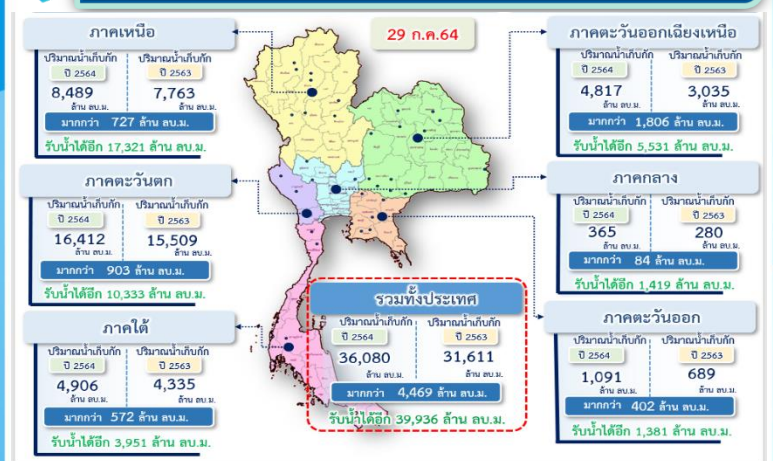 29 ก.ค.64
ภาคเหนือ
ปริมาณน้ำเก็บกัก ปริมาณน้ำเก็บกัก
ปี 2564 ปี 2563
8,489 7,763
ล้าน ลบ.ม. ล้าน ลบ.ม.
มากกว่า 727 ล้าน ลบ.ม.
รับน้ำได้อีก 17,321 ล้าน ลบ.ม.
ภาคตะวันออกเฉียงเหนือ
ปริมาณน้ำเก็บกัก ปริมาณน้ำเก็บกัก
ปี 2564 ปี 2563
4,817 3,035
ล้าน ลบ.ม. ล้าน ลบ.ม.
มากกว่า 1,806 ล้าน ลบ.ม.
รับน้ำได้อีก 5,531 ล้าน ลบ.ม.
ภาคตะวันตก
ปริมาณน้ำเก็บกัก ปริมาณน้ำเก็บกัก
ปี 2564 ปี 2563
16,412 15,509
ล้าน ลบ.ม. ล้าน ลบ.ม.
มากกว่า 903 ล้าน ลบ.ม.
รับน้ำได้อีก 10,333 ล้าน ลบ.ม.
ภาคกลาง
ปริมาณน้ำเก็บกัก ปริมาณน้ำเก็บกัก
ปี 2564 ปี 2563
365 280
ล้าน ลบ.ม. ล้าน ลบ.ม.
มากกว่า 84 ล้าน ลบ.ม.
รับน้ำได้อีก 1,419 ล้าน ลบ.ม.
ภาคใต้
ปริมาณน้ำเก็บกัก ปริมาณน้ำเก็บกัก
ปี 2564 ปี 2563
4,906 4,335
ล้าน ลบ.ม. ล้าน ลบ.ม.
มากกว่า 572 ล้าน ลบ.ม.
รับน้ำได้อีก 3,951 ล้าน ลบ.ม.
รวมทั้งประเทศ
ปริมาณน้ำเก็บกัก ปริมาณน้ำเก็บกัก
ปี 2564 ปี 2563
36,080 31,611
ล้าน ลบ.ม. ล้าน ลบ.ม.
มากกว่า 4,469 ล้าน ลบ.ม.
รับน้ำได้อีก 39,936 ล้าน ลบ.ม.
ภาคตะวันออก
ปริมาณน้ำเก็บกัก ปริมาณน้ำเก็บกัก
ปี 2564 ปี 2563
1,091 689
ล้าน ลบ.ม. ล้าน ลบ.ม.
มากกว่า 402 ล้าน ลบ.ม.
รับน้ำได้อีก 1,381 ล้าน ลบ.ม.